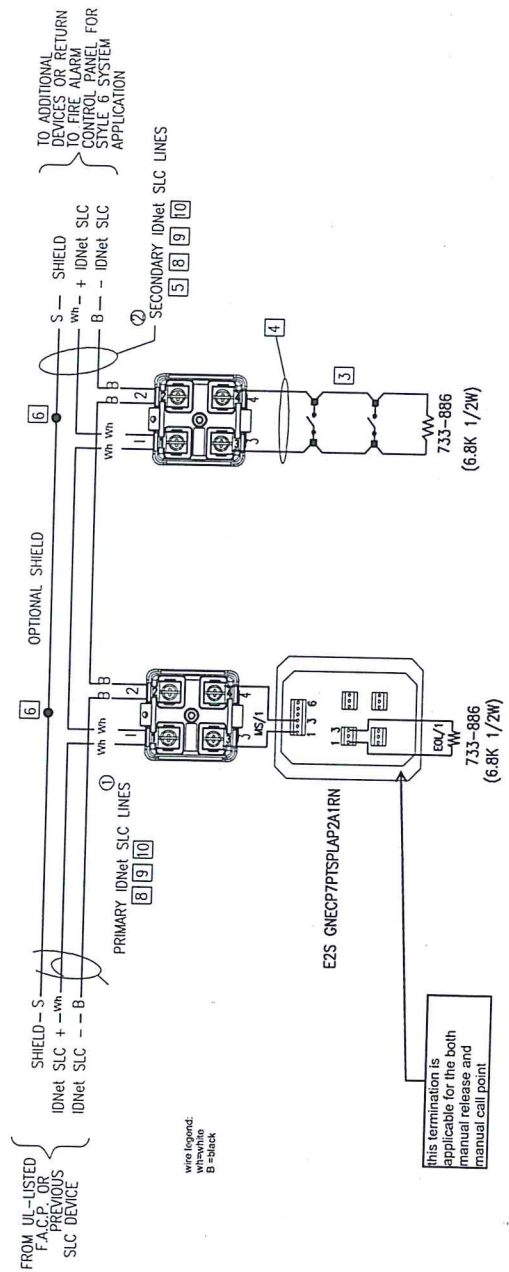 FROM UL-LISTED
F.A.C.P. OR
PREVIOUS
SLC DEVICE
SHIELD – S
IDNet SLC + – Wh
IDNet SLC – – B
PRIMARY IDNet SLC LINES
1
8 9 10
OPTIONAL SHIELD
6
6
S – SHIELD
Wh – + IDNet SLC
B – – IDNet SLC
TO ADDITIONAL
DEVICES OR RETURN
TO FIRE ALARM
CONTROL PANEL FOR
STYLE 6 SYSTEM
APPLICATION
2
SECONDARY IDNet SLC LINES
5 8 9 10
Wh Wh
B B
1 2
3 4
Wh Wh
B B
1 2
3 4
MS/1
1 3 6
1 3
EOL/1
733-886
(6.8K 1/2W)
E2S GNECP7PTSPLAP2A1RN
4
3
733-886
(6.8K 1/2W)
wire legend:
wh=white
B =black
this termination is
applicable for the both
manual release and
manual call point